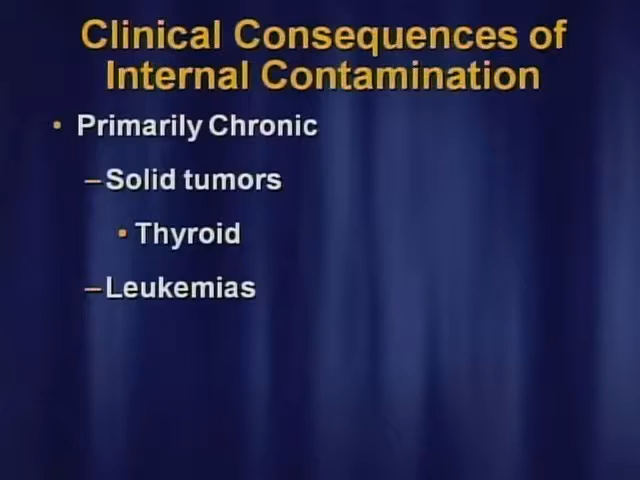 Clinical Consequences of
Internal Contamination
• Primarily Chronic
–Solid tumors
• Thyroid
–Leukemias